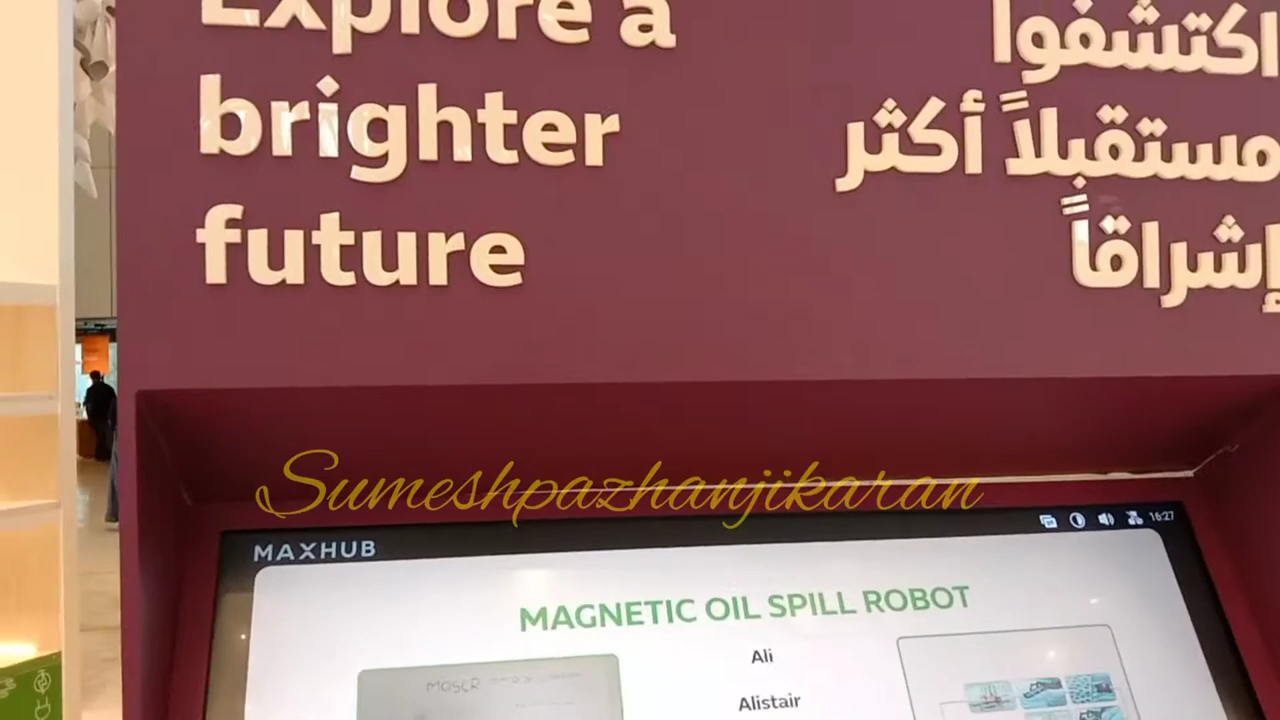 Explore a
brighter
future
اكتشفوا
مستقبلاً أكثر
إشراقاً
Sumeshpazhanjikaran
16:27
MAXHUB
MAGNETIC OIL SPILL ROBOT
Ali
Alistair
MOSCR